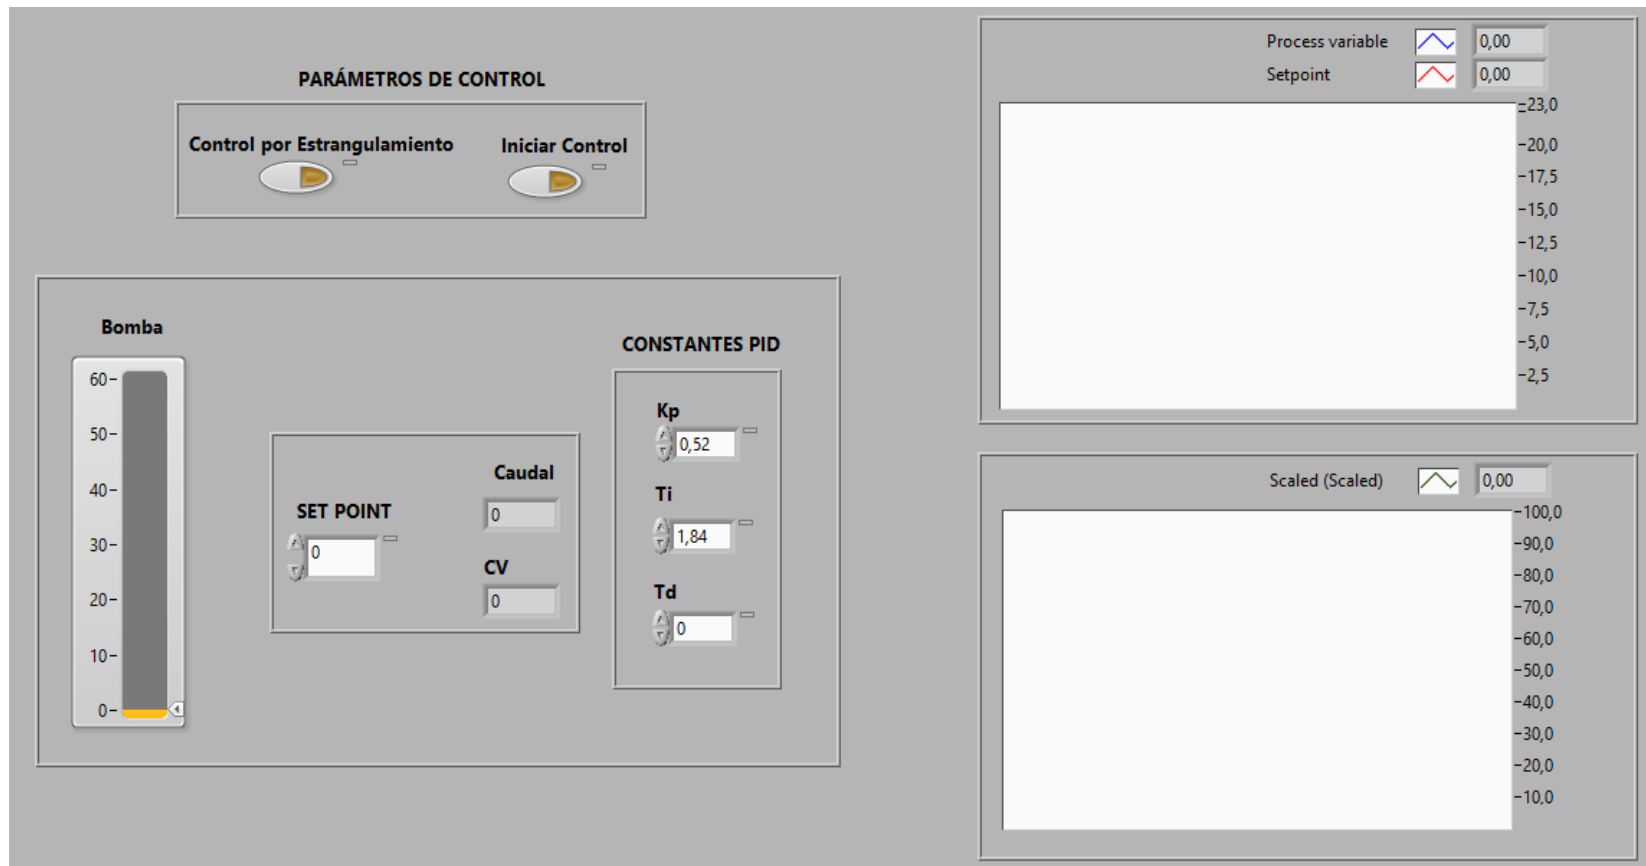 PARÁMETROS DE CONTROL
Control por Estrangulamiento
Iniciar Control
Bomba
60
50
40
30
20
10
0
SET POINT
0
Caudal
0
CV
0
CONSTANTES PID
Kp
0,52
Ti
1,84
Td
0
Process variable 0,00
Setpoint 0,00
23,0
20,0
17,5
15,0
12,5
10,0
7,5
5,0
2,5
Scaled (Scaled) 0,00
100,0
90,0
80,0
70,0
60,0
50,0
40,0
30,0
20,0
10,0